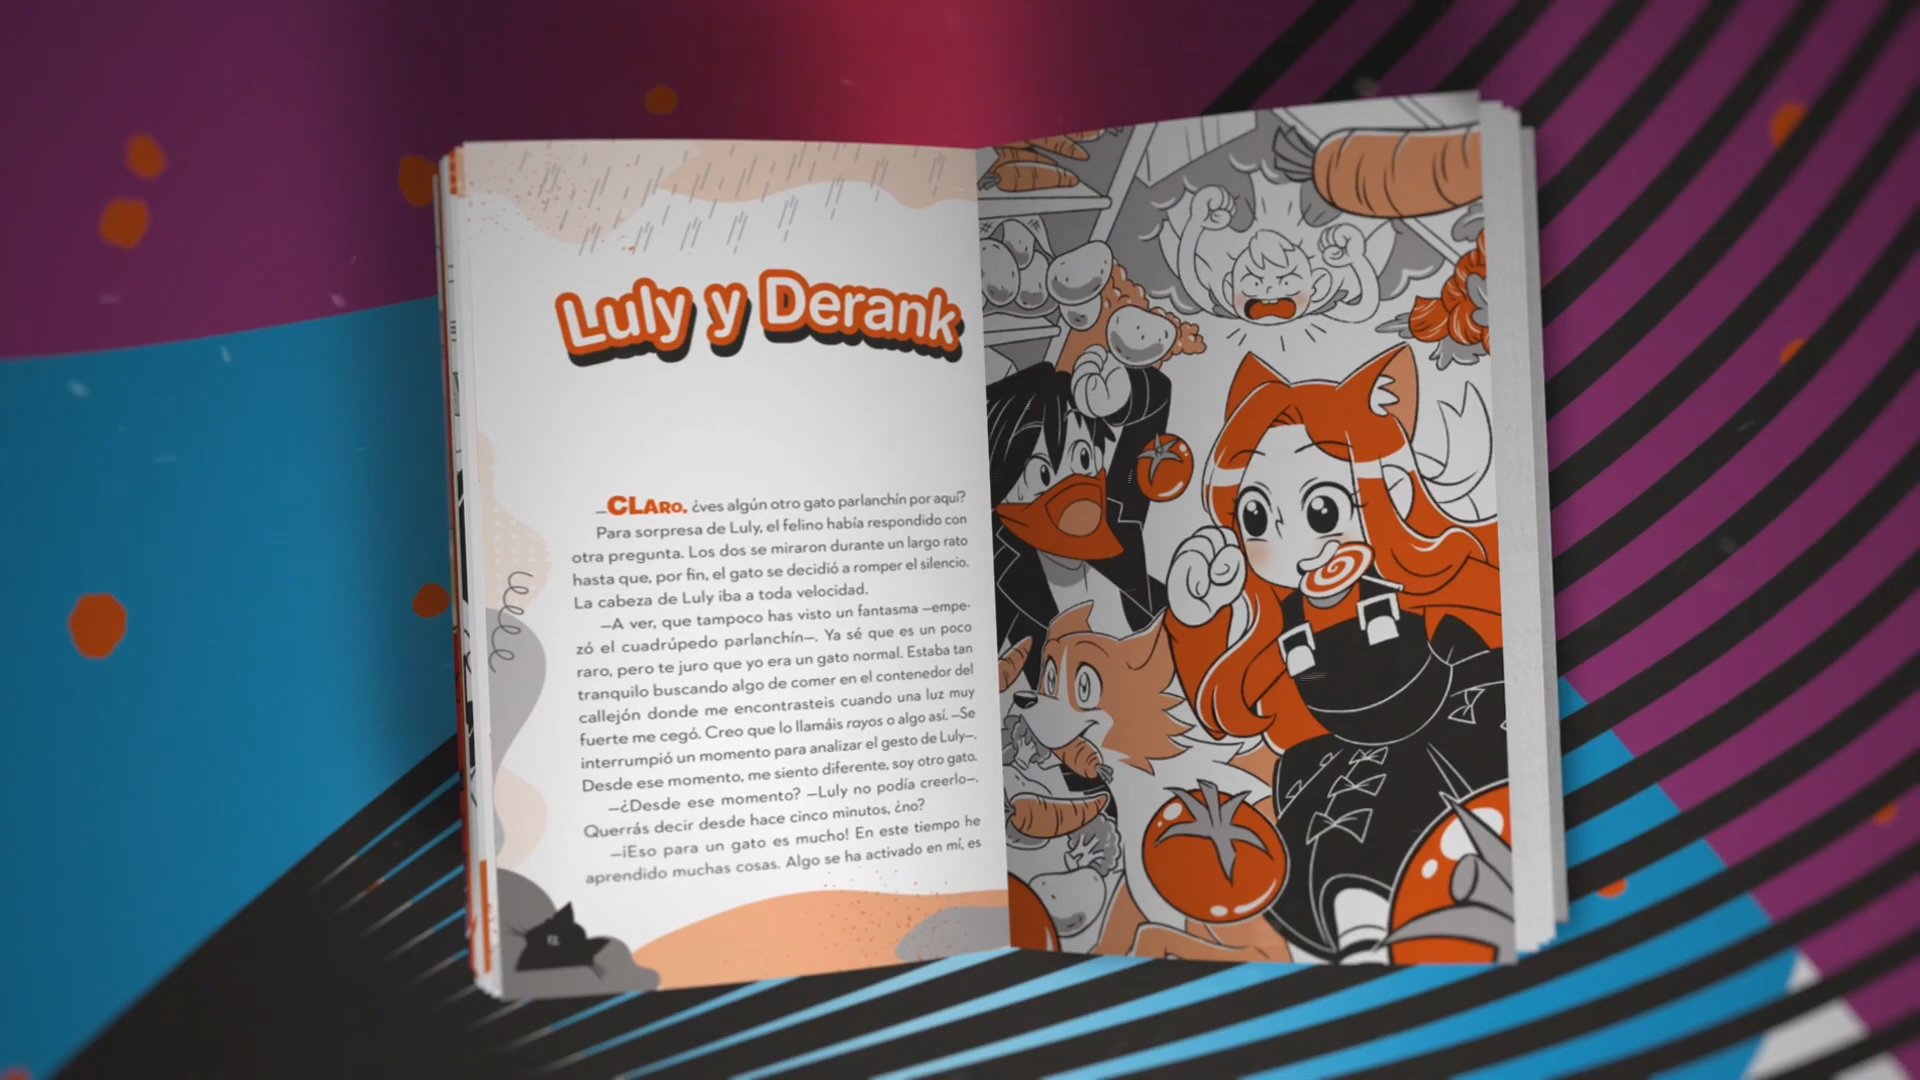 Luly y Derank
—CLARO, ¿ves algún otro gato parlanchín por aquí?
Para sorpresa de Luly, el felino había respondido con
otra pregunta. Los dos se miraron durante un largo rato
hasta que, por fin, el gato se decidió a romper el silencio.
La cabeza de Luly iba a toda velocidad.
—A ver, que tampoco has visto un fantasma —empe-
zó el cuadrúpedo parlanchín—. Ya sé que es un poco
raro, pero te juro que yo era un gato normal. Estaba tan
tranquilo buscando algo de comer en el contenedor del
callejón donde me encontrasteis cuando una luz muy
fuerte me cegó. Creo que lo llamáis rayos o algo así. —Se
interrumpió un momento para analizar el gesto de Luly—.
Desde ese momento, me siento diferente, soy otro gato.
—¿Desde ese momento? —Luly no podía creerlo—.
Querrás decir desde hace cinco minutos, ¿no?
—¡Eso para un gato es mucho! En este tiempo he
aprendido muchas cosas. Algo se ha activado en mí, es